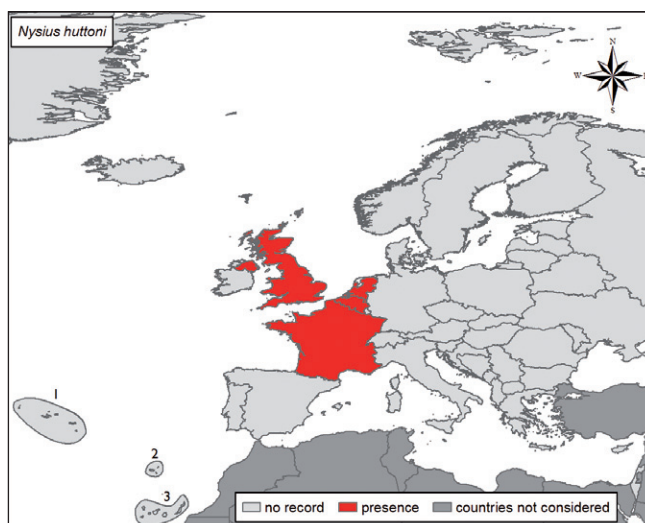 Nysius huttoni
N
W E
S
1
2
3
no record presence countries not considered